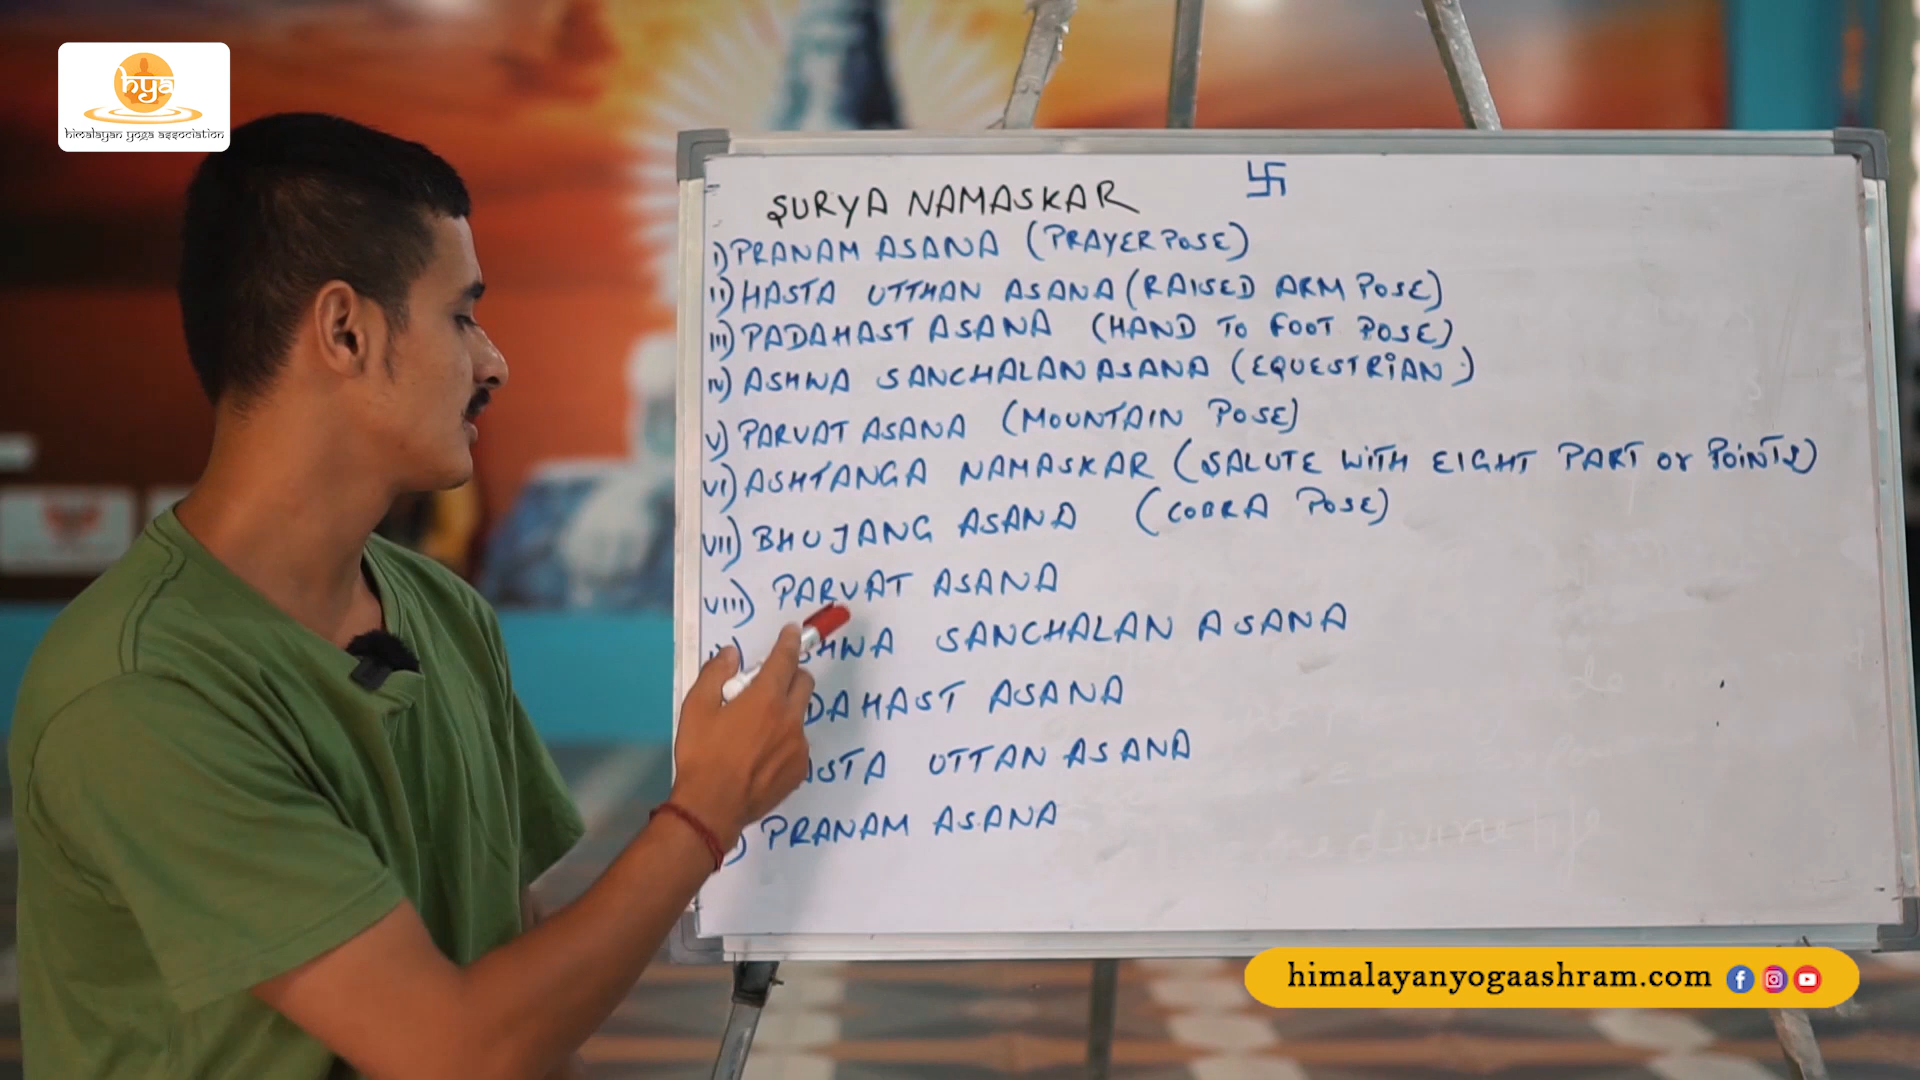 hya
himalayan yoga association
SURYA NAMASKAR
I) PRANAM ASANA (PRAYER POSE)
II) HASTA UTTHAN ASANA (RAISED ARM POSE)
III) PADAHAST ASANA (HAND TO FOOT POSE)
IV) ASHWA SANCHALAN ASANA (EQUESTRIAN)
V) PARVAT ASANA (MOUNTAIN POSE)
VI) ASHTANGA NAMASKAR (SALUTE WITH EIGHT PART or POINTS)
VII) BHUJANG ASANA (COBRA POSE)
VIII) PARVAT ASANA
SANCHALAN ASANA
ASANA
UTTAN ASANA
PRANAM ASANA
himalayanyogaashram.com